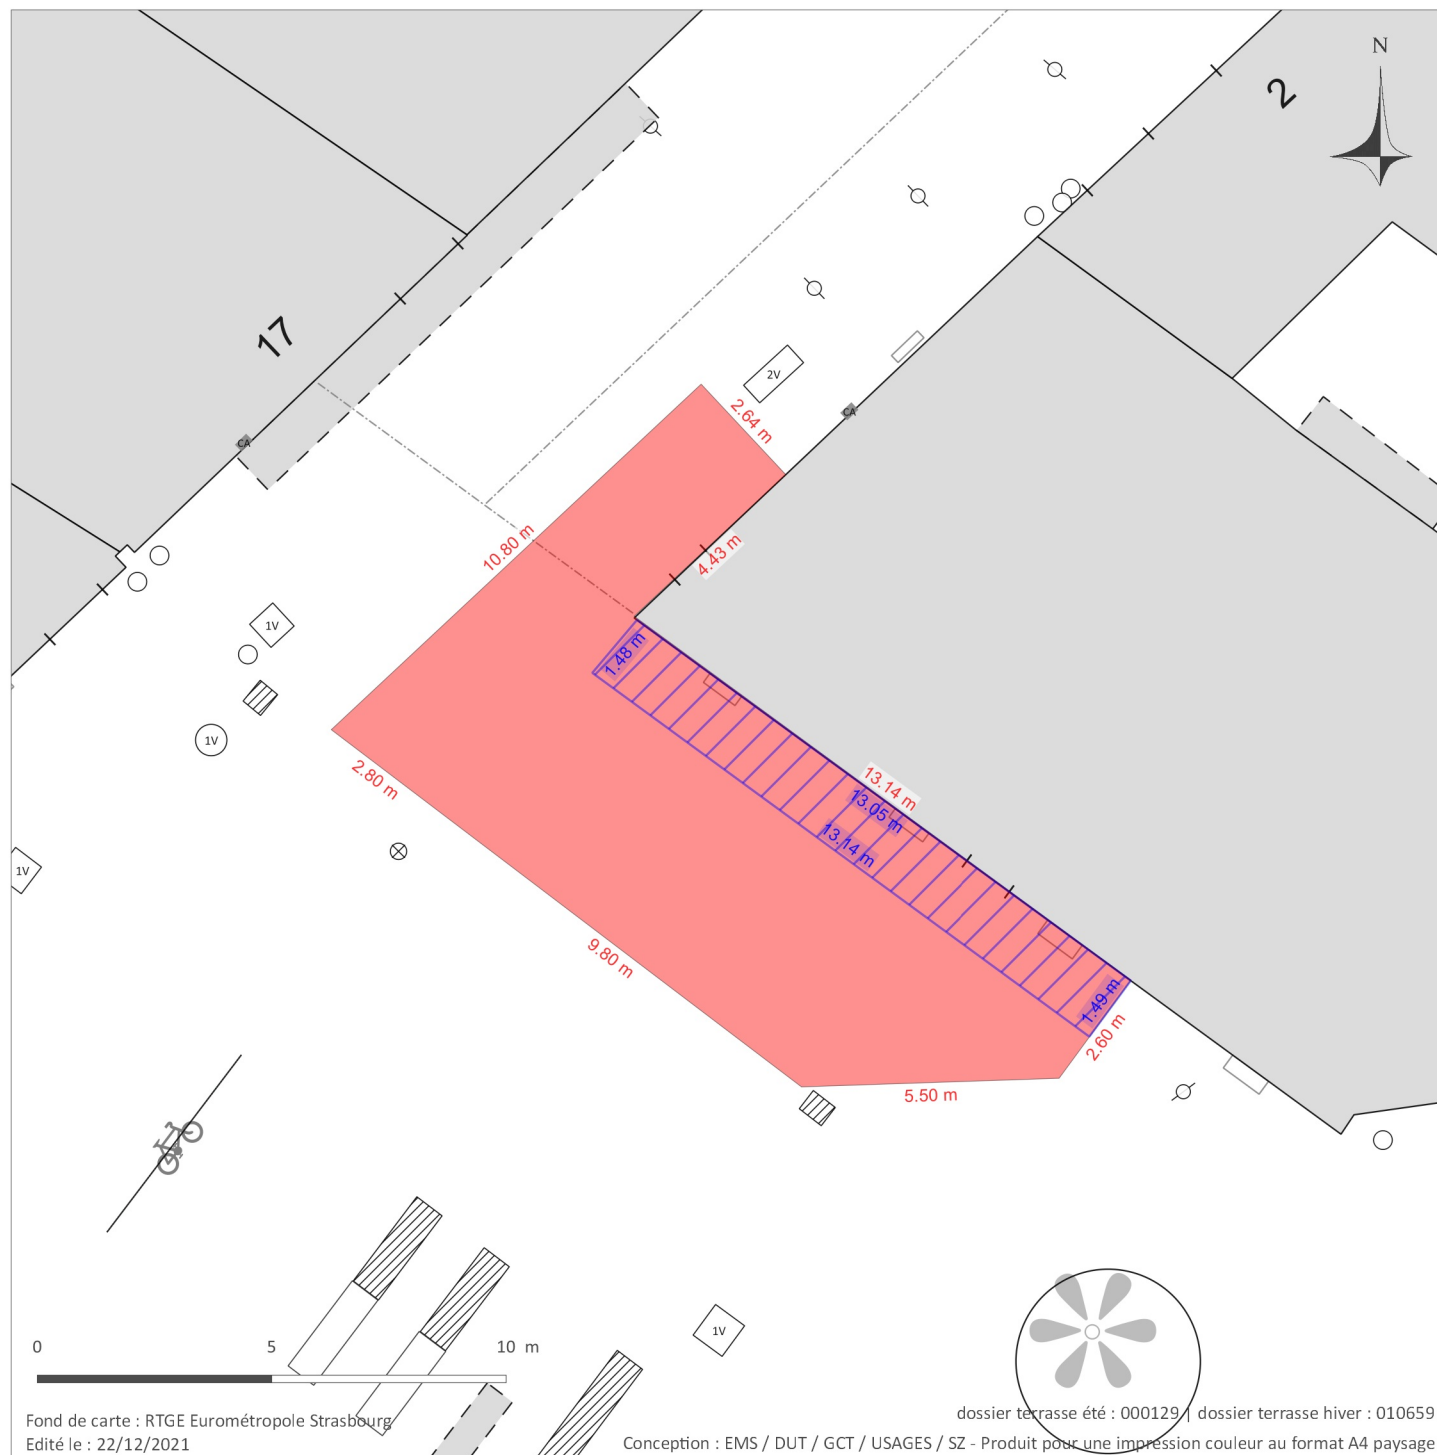 N
2
17
2V
CA
CA
2.64 m
10.80 m
4.43 m
1V
1.48 m
1V
2.80 m
13.14 m
13.05 m
13.14 m
1V
9.80 m
1.49 m
2.60 m
5.50 m
1V
0 5 10 m
Fond de carte : RTGE Eurométropole Strasbourg
Edité le : 22/12/2021
dossier terrasse été : 000129 | dossier terrasse hiver : 010659
Conception : EMS / DUT / GCT / USAGES / SZ - Produit pour une impression couleur au format A4 paysage